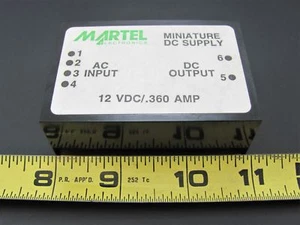 MARTEL
ELECTRONICS
MINIATURE
DC SUPPLY
1
2
3
4
AC
INPUT
DC
OUTPUT
6
5
12 VDC/.360 AMP
8 9 10 11
P.R. APP'D. 252 Tc